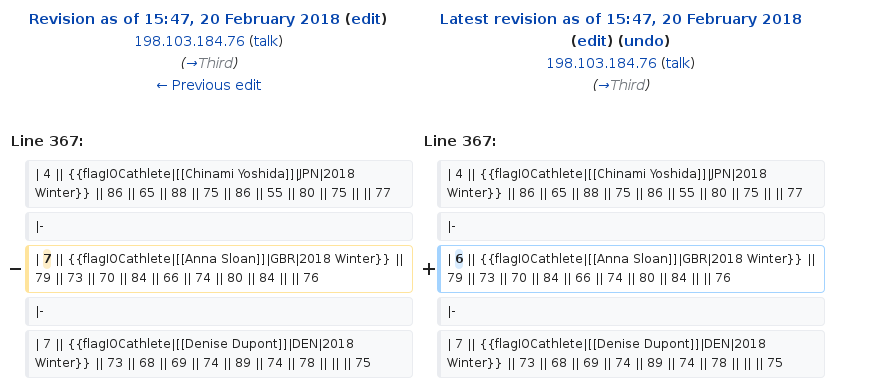 Revision as of 15:47, 20 February 2018 (edit)
198.103.184.76 (talk)
(→Third)
← Previous edit
Latest revision as of 15:47, 20 February 2018
(edit) (undo)
198.103.184.76 (talk)
(→Third)
Line 367:
Line 367:
| 4 || {{flagIOCathlete|[[Chinami Yoshida]]|JPN|2018
Winter}} || 86 || 65 || 88 || 75 || 86 || 55 || 80 || 75 || || 77
| 4 || {{flagIOCathlete|[[Chinami Yoshida]]|JPN|2018
Winter}} || 86 || 65 || 88 || 75 || 86 || 55 || 80 || 75 || || 77
|-
|-
− | 7 || {{flagIOCathlete|[[Anna Sloan]]|GBR|2018 Winter}} ||
79 || 73 || 70 || 84 || 66 || 74 || 80 || 84 || || 76
+ | 6 || {{flagIOCathlete|[[Anna Sloan]]|GBR|2018 Winter}} ||
79 || 73 || 70 || 84 || 66 || 74 || 80 || 84 || || 76
|-
|-
| 7 || {{flagIOCathlete|[[Denise Dupont]]|DEN|2018
Winter}} || 73 || 68 || 69 || 74 || 89 || 74 || 78 || || || 75
| 7 || {{flagIOCathlete|[[Denise Dupont]]|DEN|2018
Winter}} || 73 || 68 || 69 || 74 || 89 || 74 || 78 || || || 75